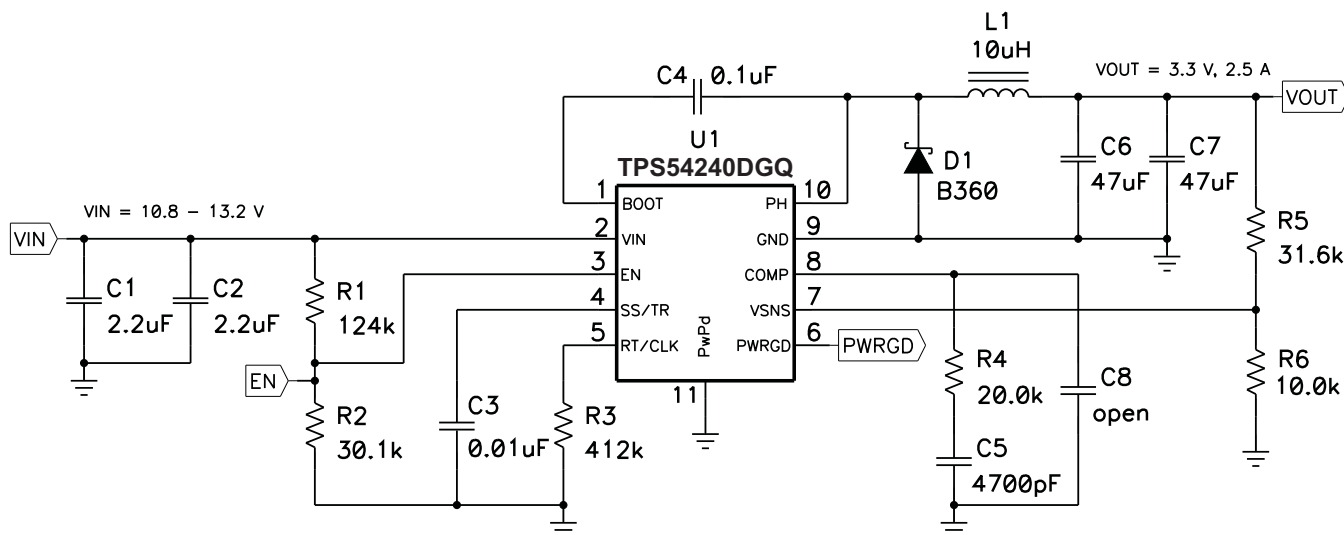 L1
10uH
C4 0.1uF
VOUT = 3.3 V, 2.5 A
VOUT
U1
TPS54240DGQ
C6
47uF
C7
47uF
D1
B360
1 BOOT
PH 10
VIN = 10.8 – 13.2 V
VIN
2 VIN
GND 9
3 EN
COMP 8
4 SS/TR
VSNS 7
5 RT/CLK
PwPd
PWRGD 6
PWRGD
11
R5
31.6k
C1
2.2uF
C2
2.2uF
R1
124k
EN
R2
30.1k
C3
0.01uF
R3
412k
R4
20.0k
C8
open
R6
10.0k
C5
4700pF